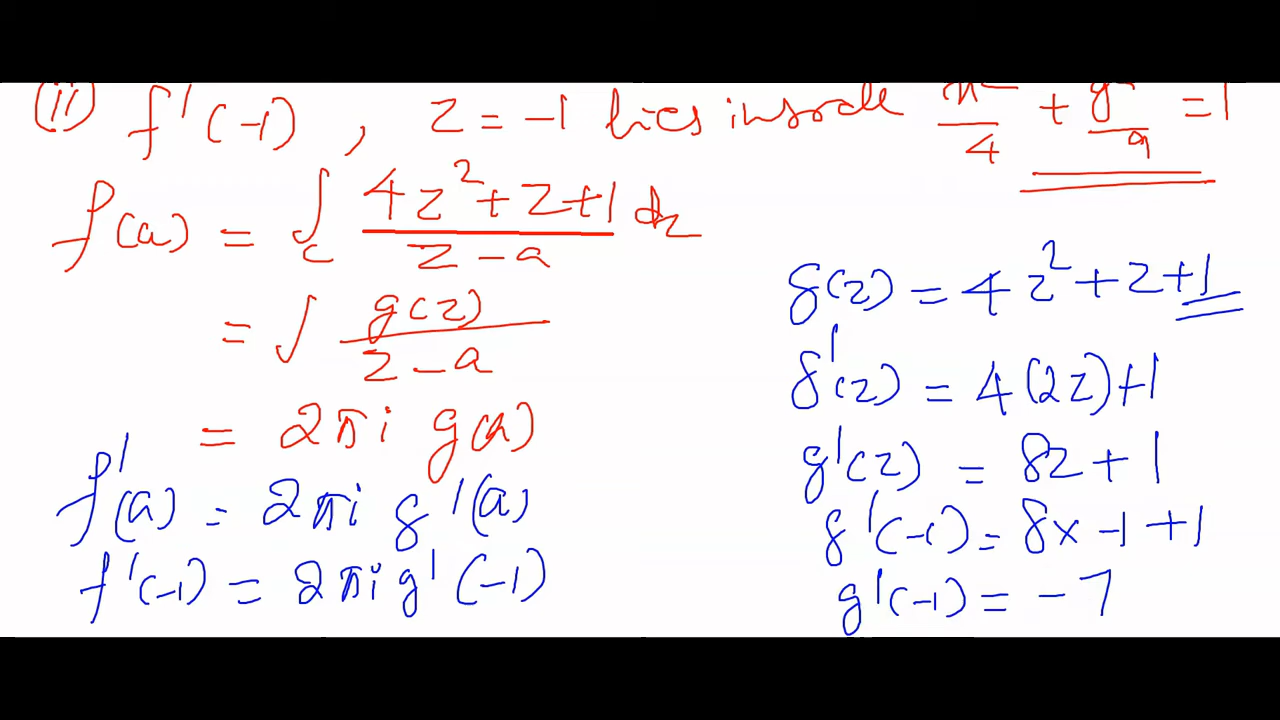 (ii) f'(-1), z = -1 lies inside x²/4 + y²/9 = 1
f(a) = ∫_C (4z² + z + 1)/(z - a) dz
= ∫ g(z)/(z - a)
= 2πi g(a)
f'(a) = 2πi g'(a)
f'(-1) = 2πi g'(-1)
g(z) = 4z² + z + 1
g'(z) = 4(2z) + 1
g'(z) = 8z + 1
g'(-1) = 8x -1 + 1
g'(-1) = -7